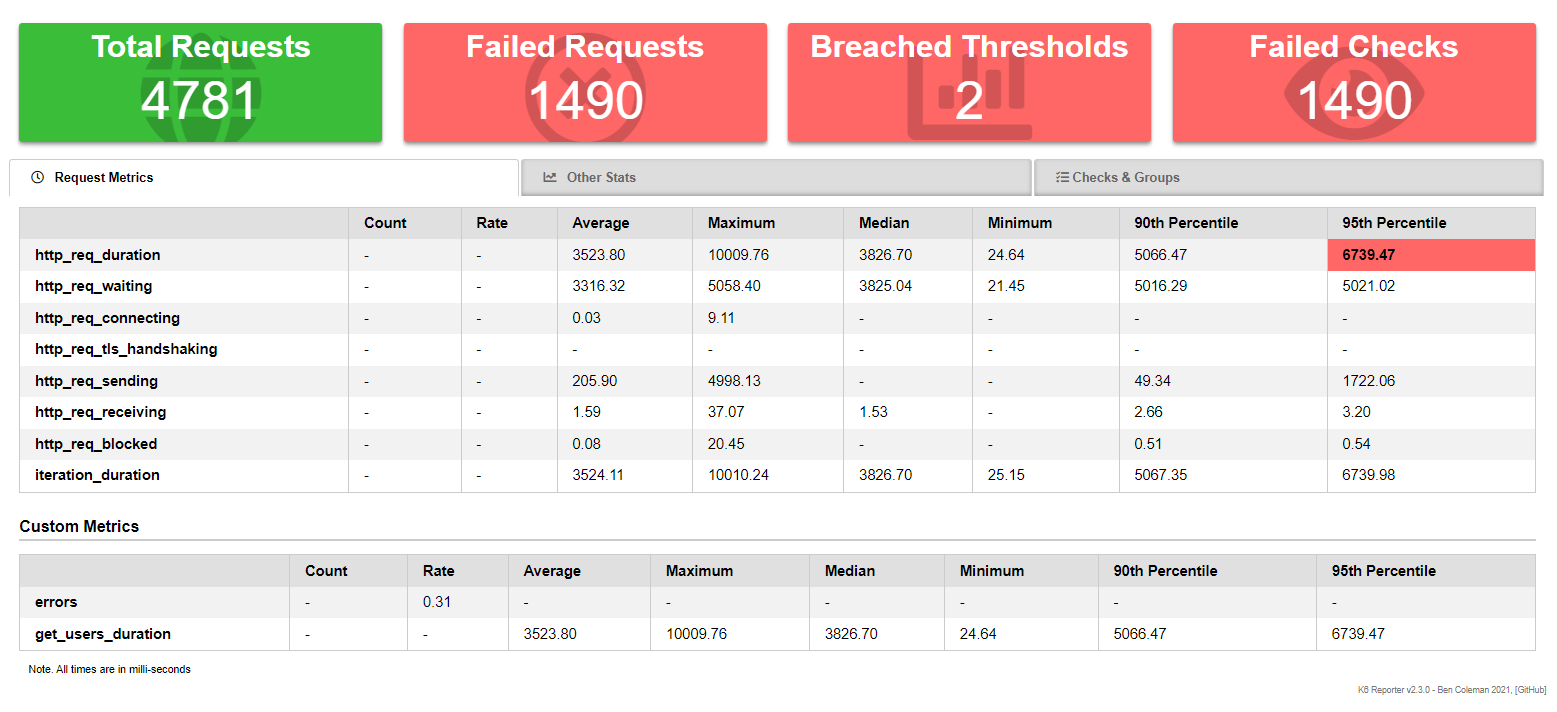 Total Requests Failed Requests Breached Thresholds Failed Checks
4781 1490 2 1490
Request Metrics Other Stats Checks & Groups
Count Rate Average Maximum Median Minimum 90th Percentile 95th Percentile
http_req_duration - - 3523.80 10009.76 3826.70 24.64 5066.47 6739.47
http_req_waiting - - 3316.32 5058.40 3825.04 21.45 5016.29 5021.02
http_req_connecting - - 0.03 9.11 - - - -
http_req_tls_handshaking - - - - - - - -
http_req_sending - - 205.90 4998.13 - - 49.34 1722.06
http_req_receiving - - 1.59 37.07 1.53 - 2.66 3.20
http_req_blocked - - 0.08 20.45 - - 0.51 0.54
iteration_duration - - 3524.11 10010.24 3826.70 25.15 5067.35 6739.98
Custom Metrics
Count Rate Average Maximum Median Minimum 90th Percentile 95th Percentile
errors - 0.31 - - - - - -
get_users_duration - - 3523.80 10009.76 3826.70 24.64 5066.47 6739.47
Note. All times are in milli-seconds
K6 Reporter v2.3.0 - Ben Coleman 2021, [GitHub]